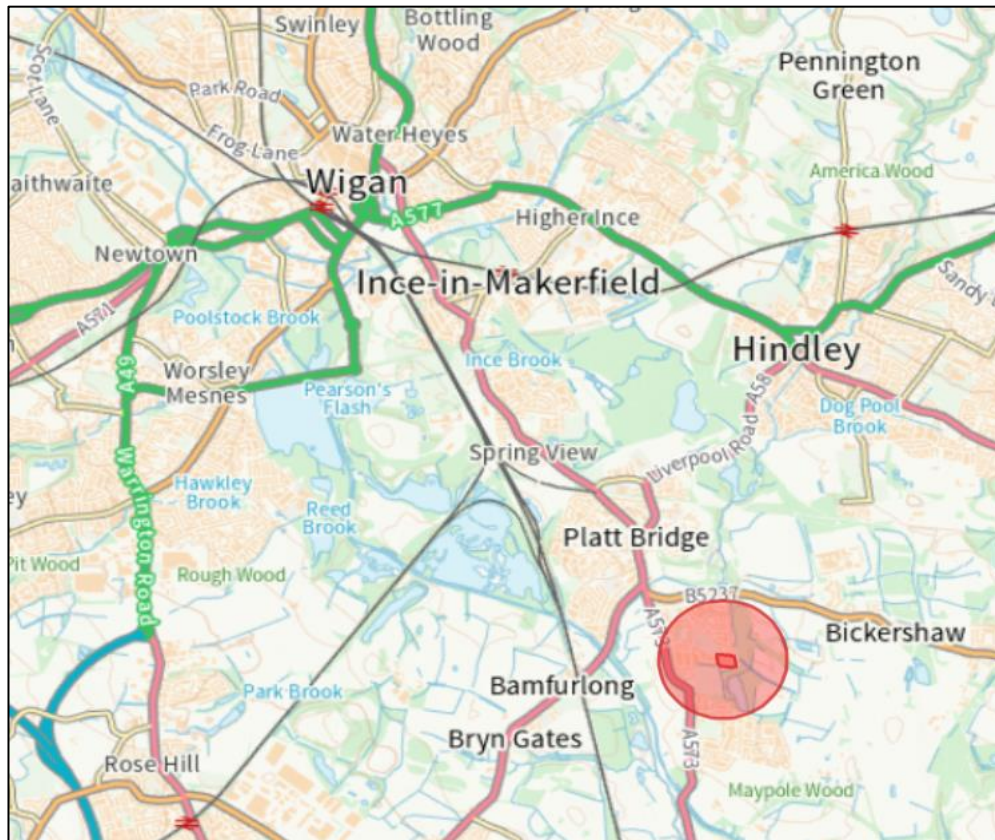 Swinley
Bottling
Wood
Scot Lane
Park Road
Pennington
Green
Water Heyes
Frog Lane
America Wood
aithwaite
Wigan
A577
Higher Ince
Newtown
Ince-in-Makerfield
Sandy
A571
Poolstock Brook
Hindley
A49
Worsley
Mesnes
Pearson's
Flash
Ince Brook
A58
Dog Pool
Brook
Spring View
Liverpool Road
Warrington Road
Hawkley
Brook
ey
Reed
Brook
Platt Bridge
Pit Wood
Rough Wood
B5237
A573
Bickershaw
Park Brook
Bamfurlong
Bryn Gates
A573
Rose Hill
Maypole Wood